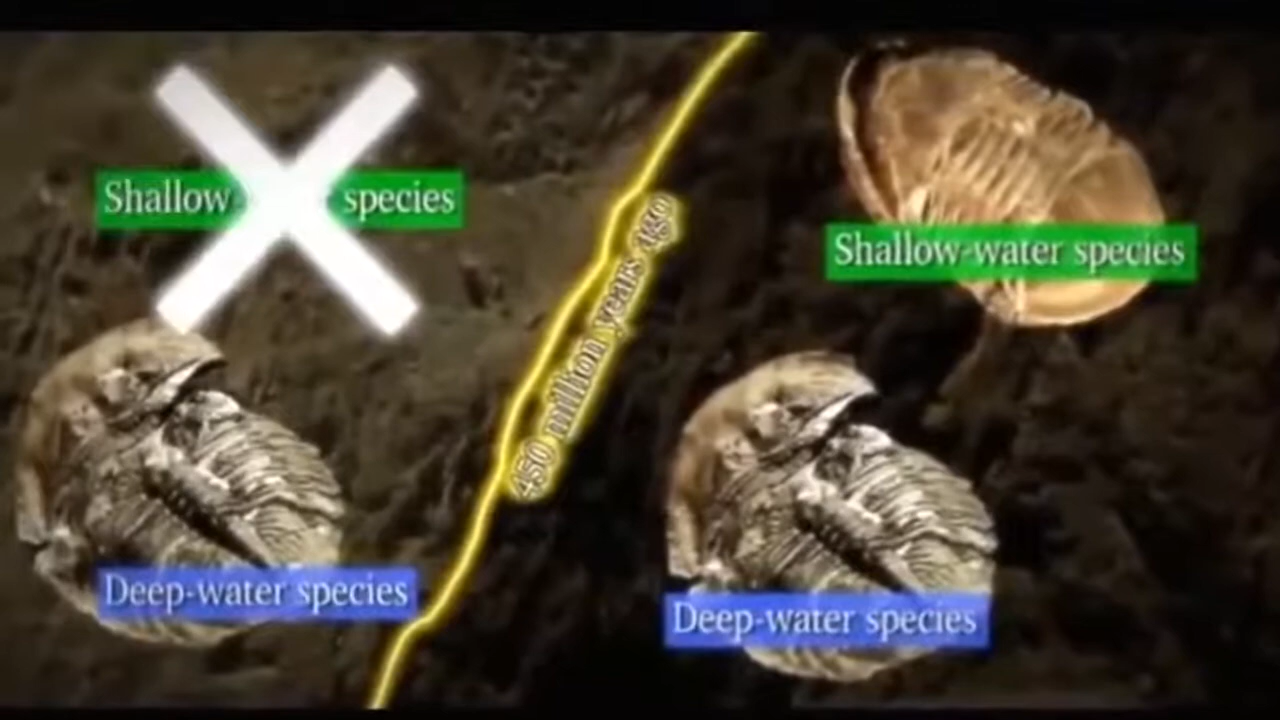 Shallow- species
Shallow-water species
450 million years ago
Deep-water species
Deep-water species